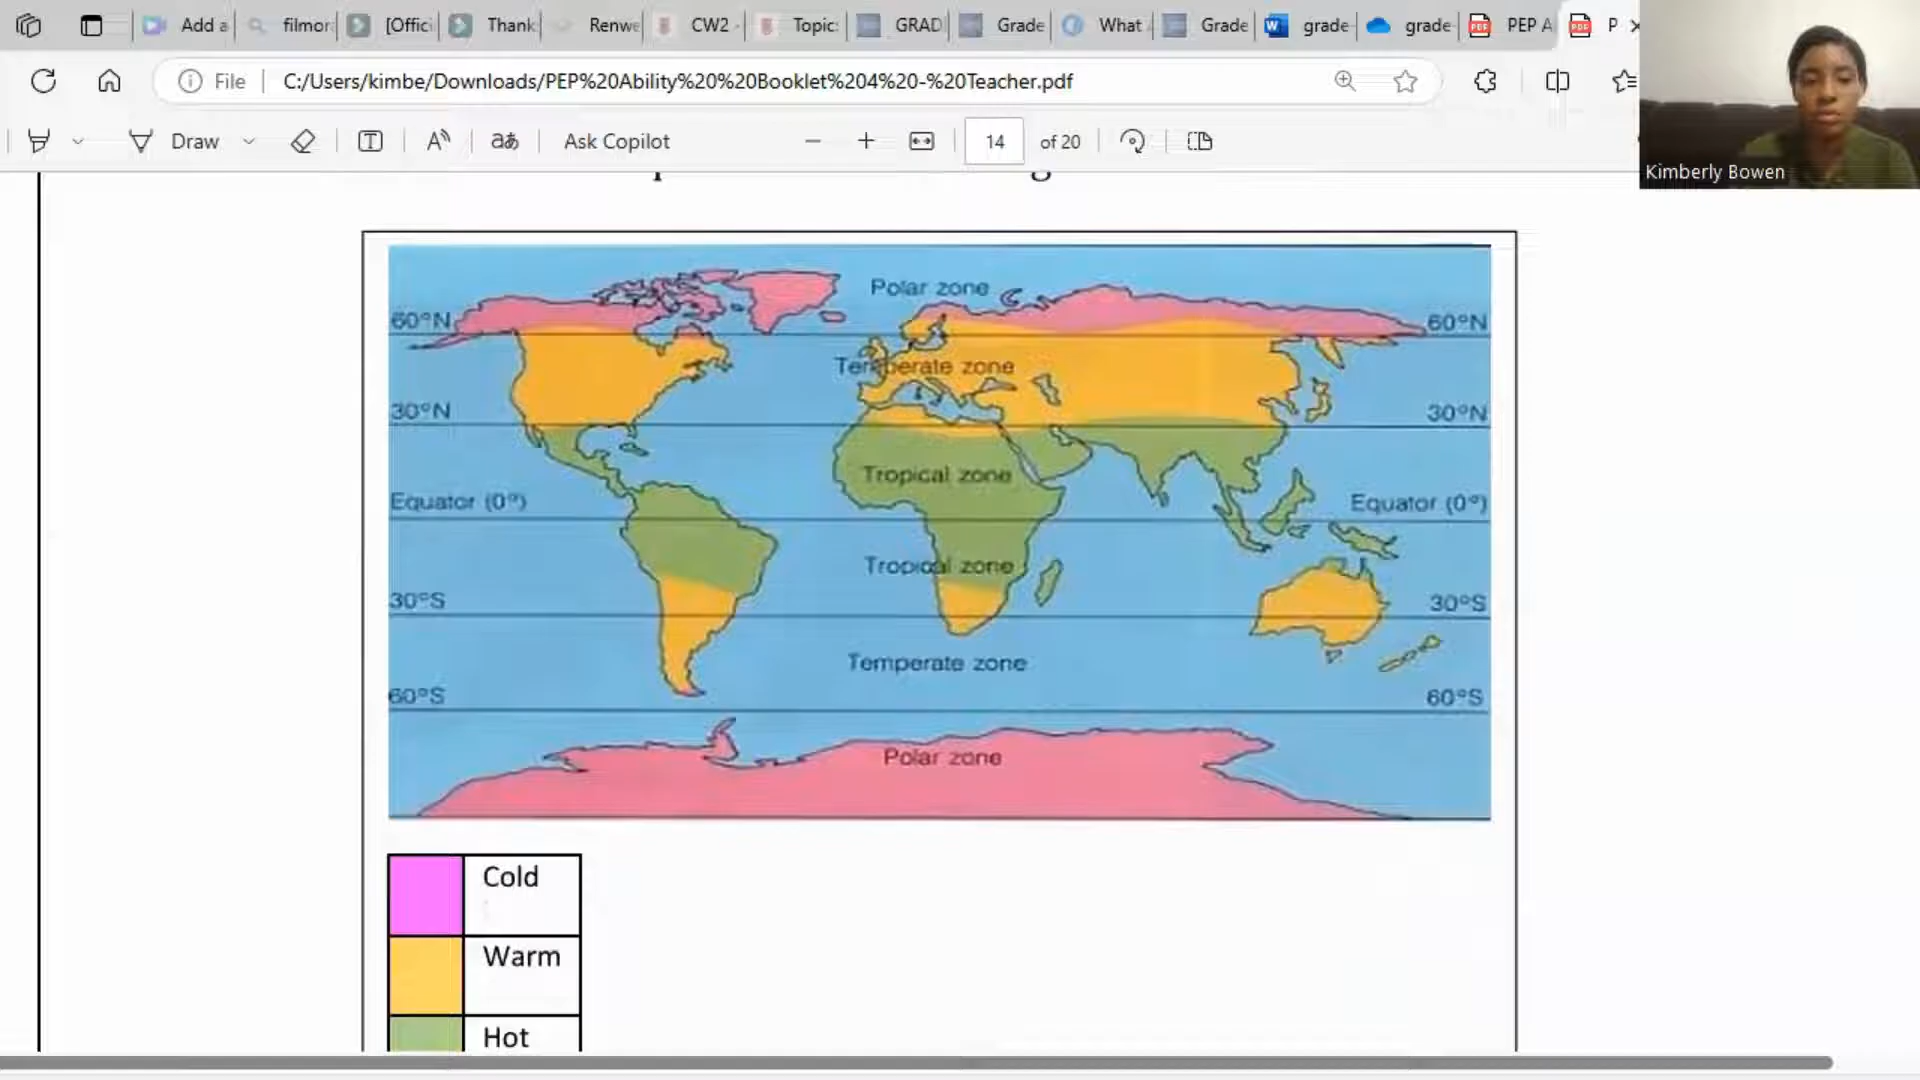 Add a
filmor
[Offici
Thank
Renwe
CW2 -
Topic:
GRAD
Grade
What
Grade
grade
grade
PEP A
P
File
C:/Users/kimbe/Downloads/PEP%20Ability%20%20Booklet%204%20-%20Teacher.pdf
Draw
Ask Copilot
14
of 20
Kimberly Bowen
Polar zone
60°N
60°N
Temperate zone
30°N
30°N
Tropical zone
Equator (0°)
Equator (0°)
Tropical zone
30°S
30°S
Temperate zone
60°S
60°S
Polar zone
Cold
Warm
Hot